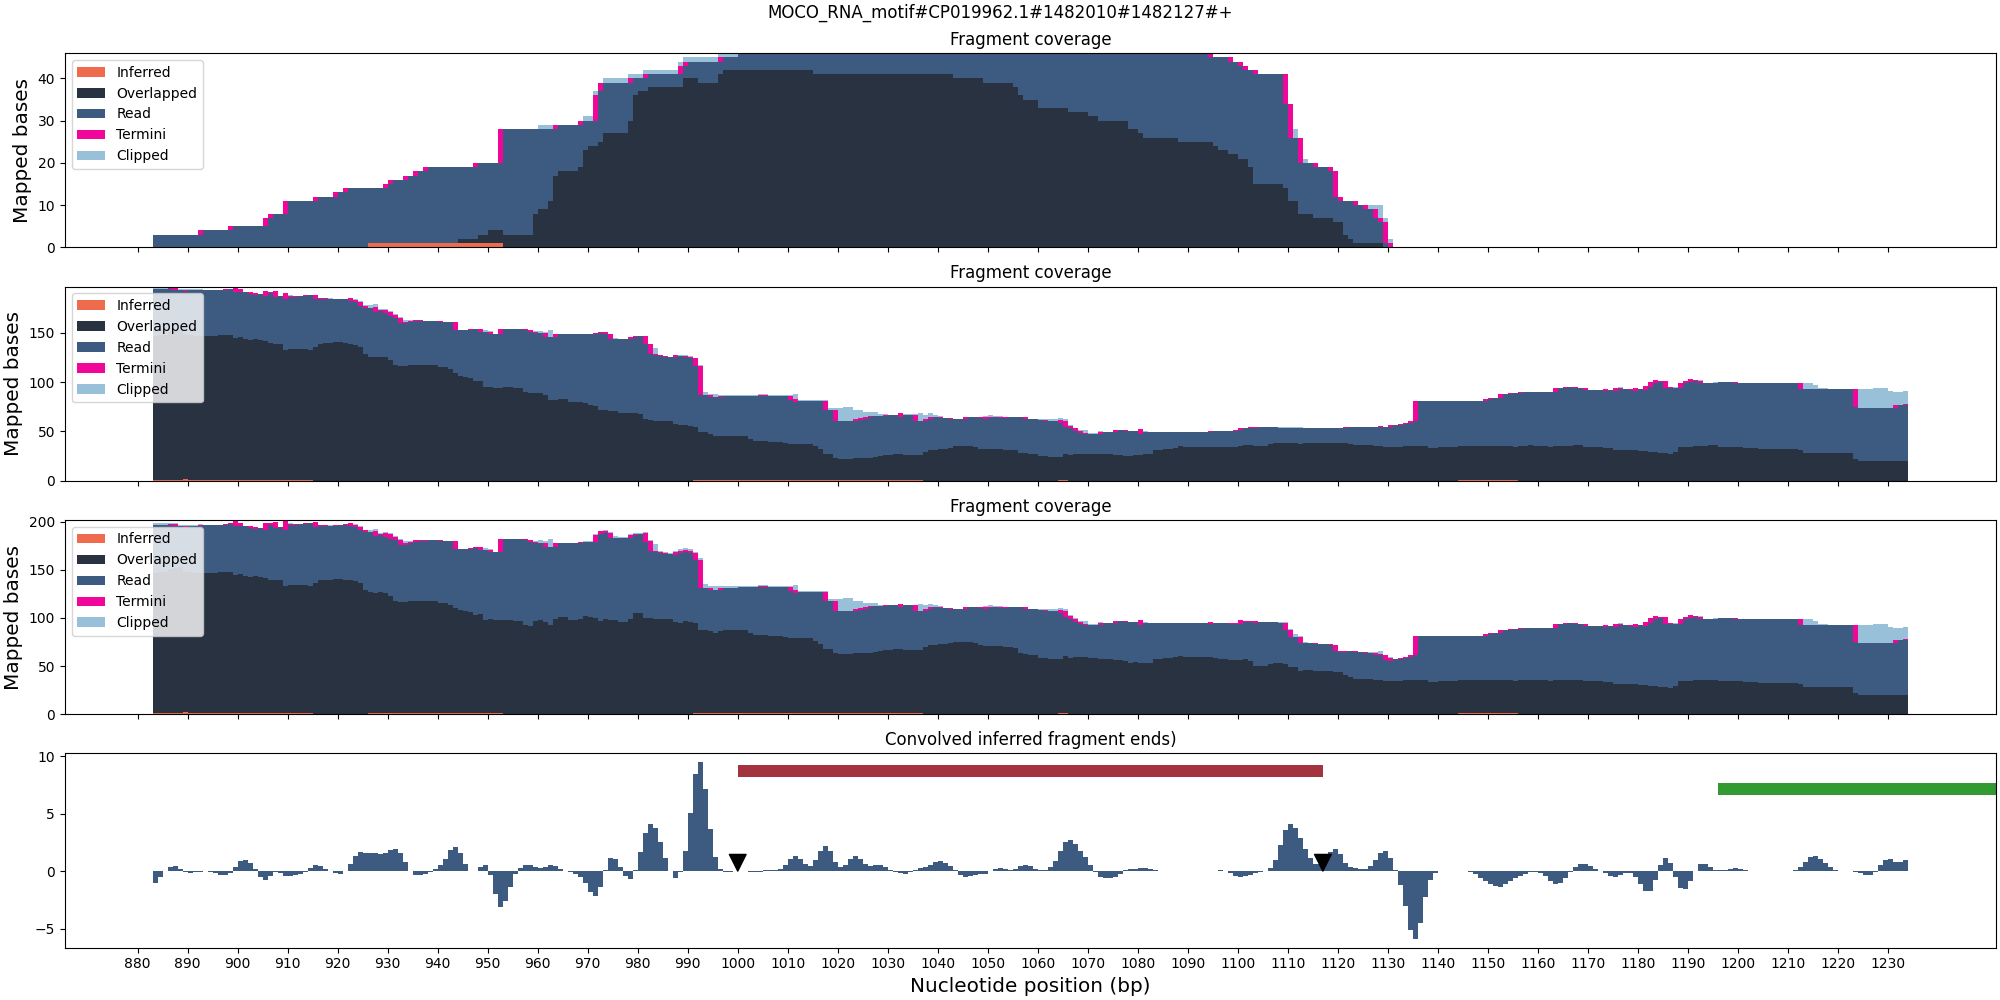 MOCO_RNA_motif#CP019962.1#1482010#1482127#+
Fragment coverage
Mapped bases
40
30
20
10
0
Inferred
Overlapped
Read
Termini
Clipped
Fragment coverage
Mapped bases
150
100
50
0
Inferred
Overlapped
Read
Termini
Clipped
Fragment coverage
Mapped bases
200
150
100
50
0
Inferred
Overlapped
Read
Termini
Clipped
Convolved inferred fragment ends)
10
5
0
−5
880 890 900 910 920 930 940 950 960 970 980 990 1000 1010 1020 1030 1040 1050 1060 1070 1080 1090 1100 1110 1120 1130 1140 1150 1160 1170 1180 1190 1200 1210 1220 1230
Nucleotide position (bp)